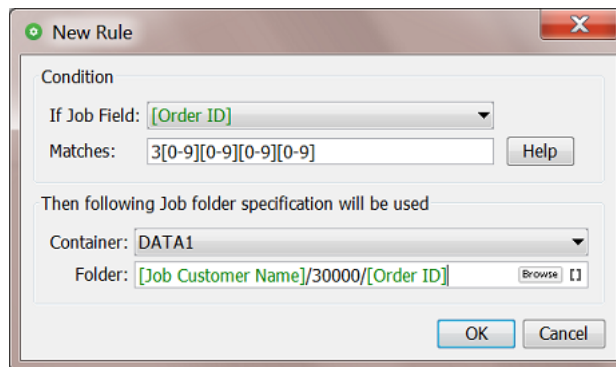 New Rule
Condition
If Job Field: [Order ID]
Matches: 3[0-9][0-9][0-9][0-9] Help
Then following Job folder specification will be used
Container: DATA1
Folder: [Job Customer Name]/30000/[Order ID] Browse []
OK Cancel